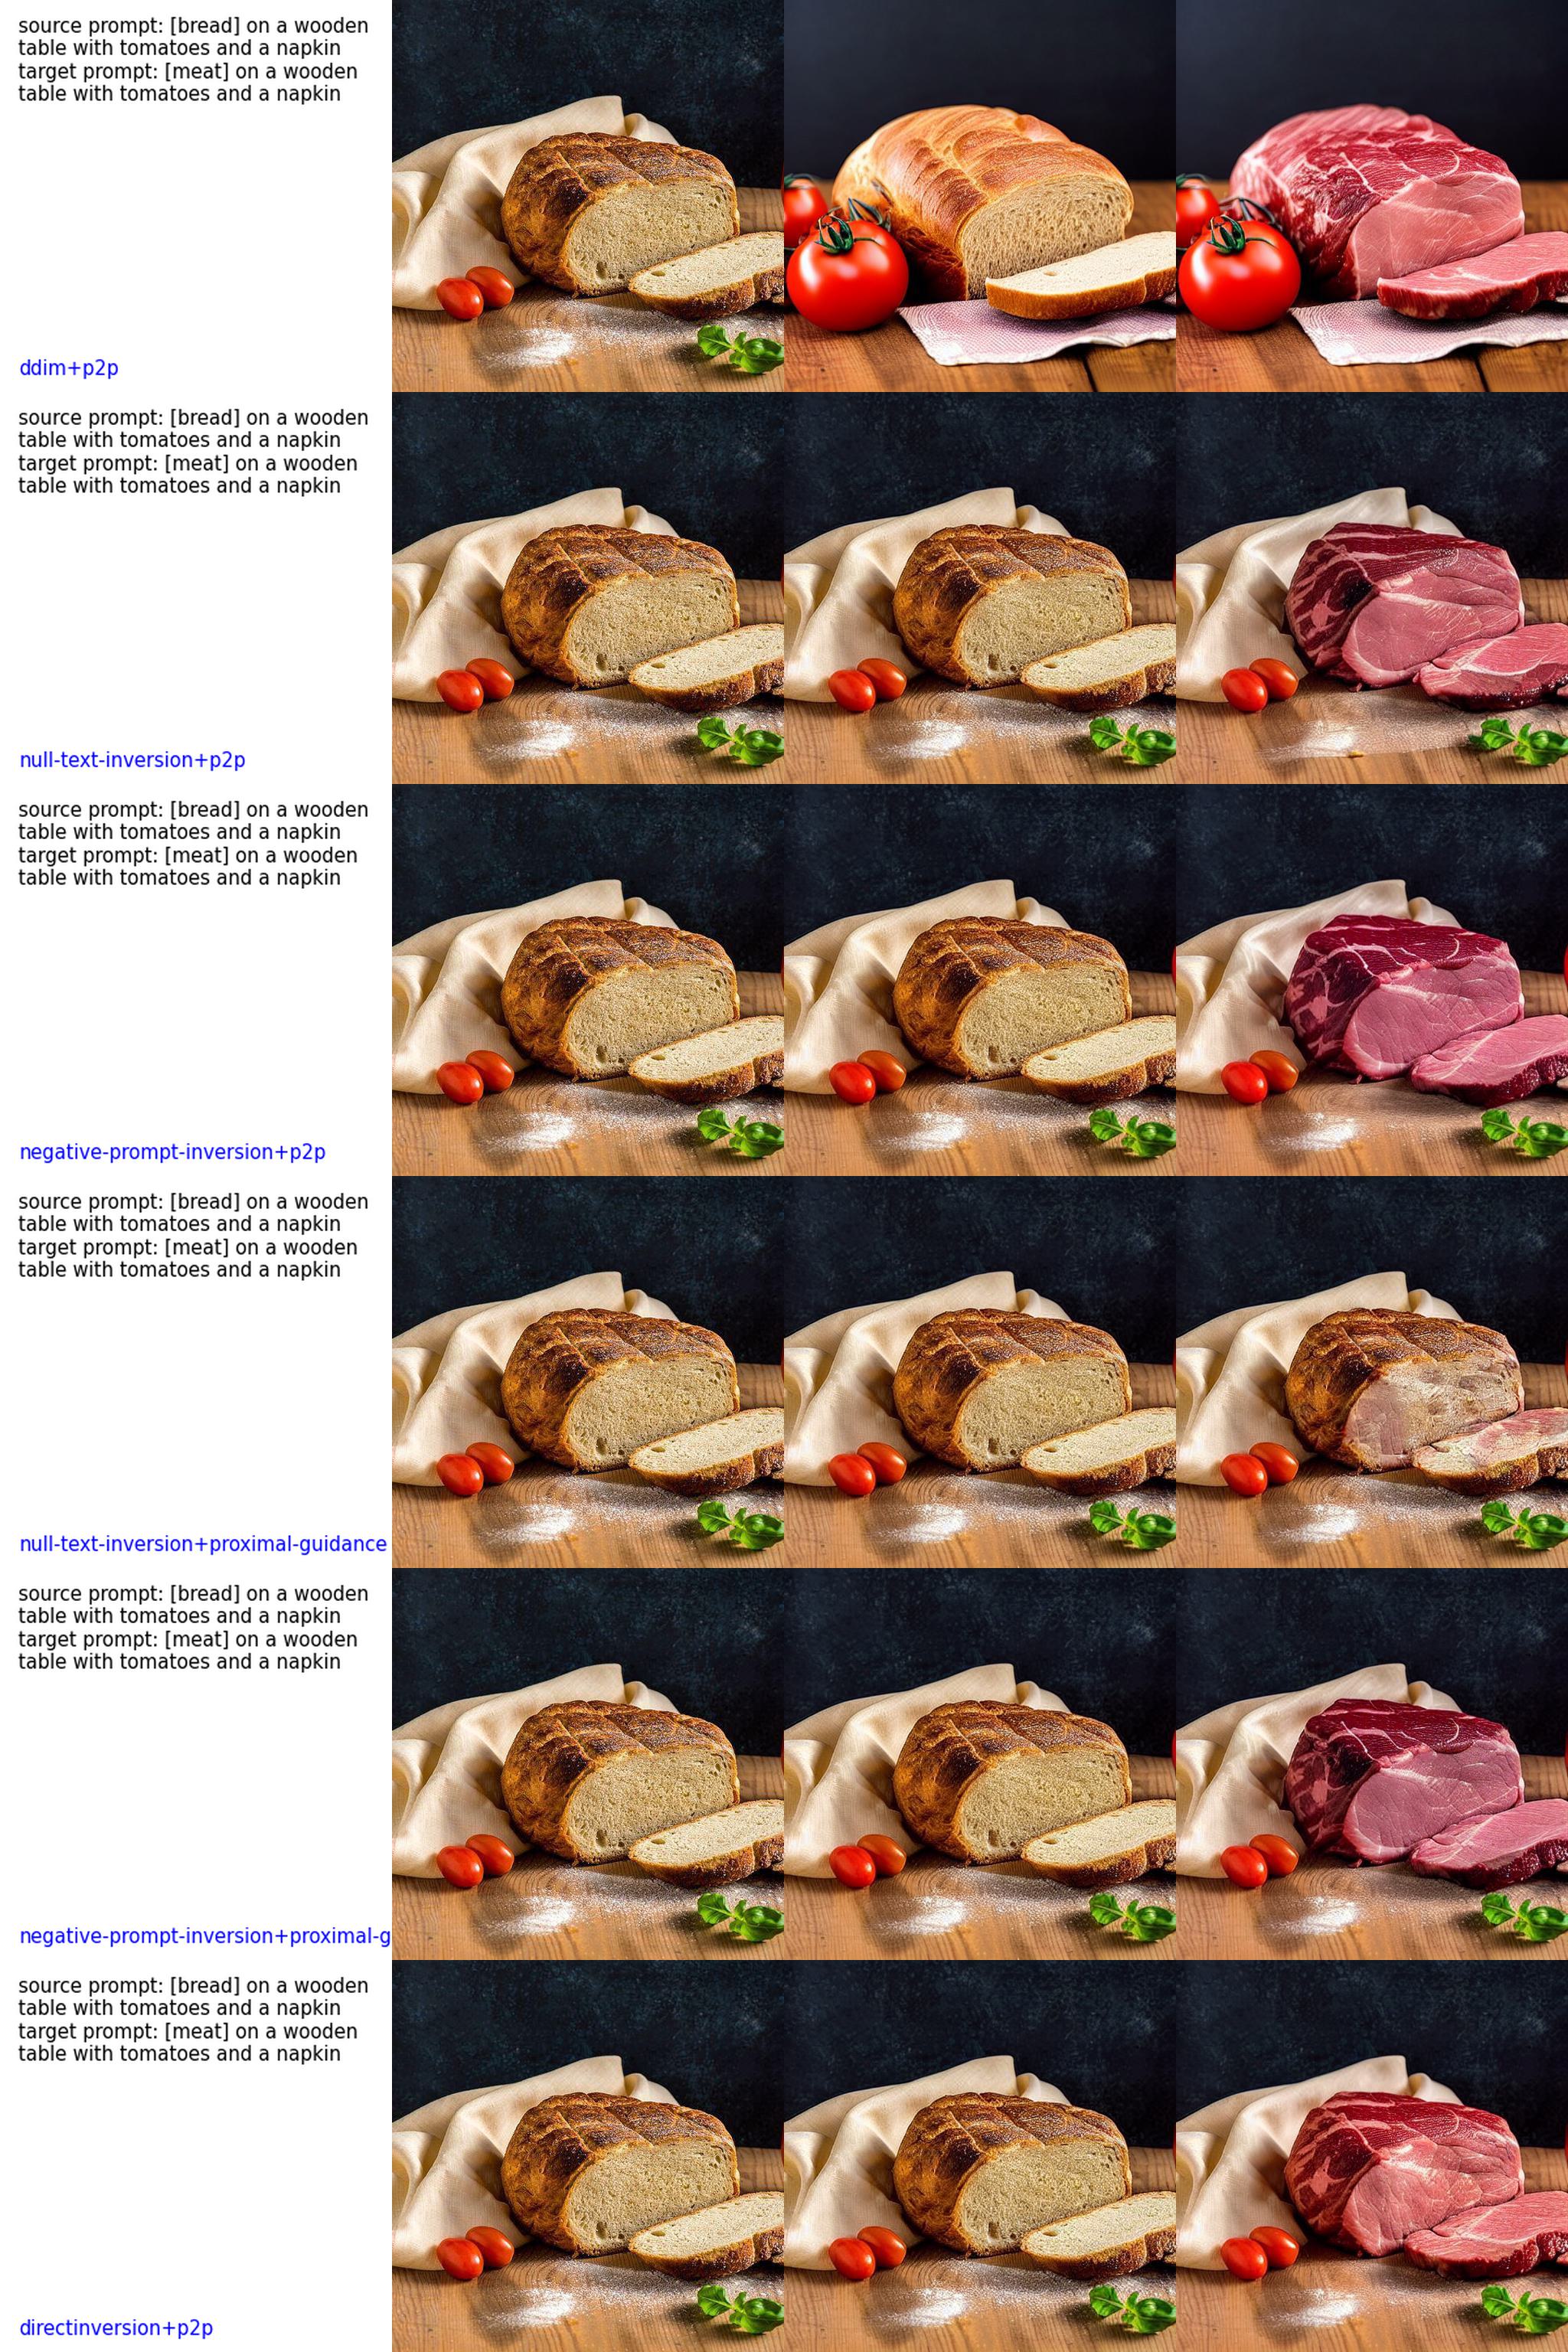 source prompt: [bread] on a wooden
table with tomatoes and a napkin
target prompt: [meat] on a wooden
table with tomatoes and a napkin
ddim+p2p
source prompt: [bread] on a wooden
table with tomatoes and a napkin
target prompt: [meat] on a wooden
table with tomatoes and a napkin
null-text-inversion+p2p
source prompt: [bread] on a wooden
table with tomatoes and a napkin
target prompt: [meat] on a wooden
table with tomatoes and a napkin
negative-prompt-inversion+p2p
source prompt: [bread] on a wooden
table with tomatoes and a napkin
target prompt: [meat] on a wooden
table with tomatoes and a napkin
null-text-inversion+proximal-guidance
source prompt: [bread] on a wooden
table with tomatoes and a napkin
target prompt: [meat] on a wooden
table with tomatoes and a napkin
negative-prompt-inversion+proximal-g
source prompt: [bread] on a wooden
table with tomatoes and a napkin
target prompt: [meat] on a wooden
table with tomatoes and a napkin
directinversion+p2p